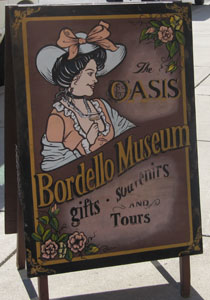 The
OASIS
Bordello Museum
gifts · Souvenirs
AND
Tours